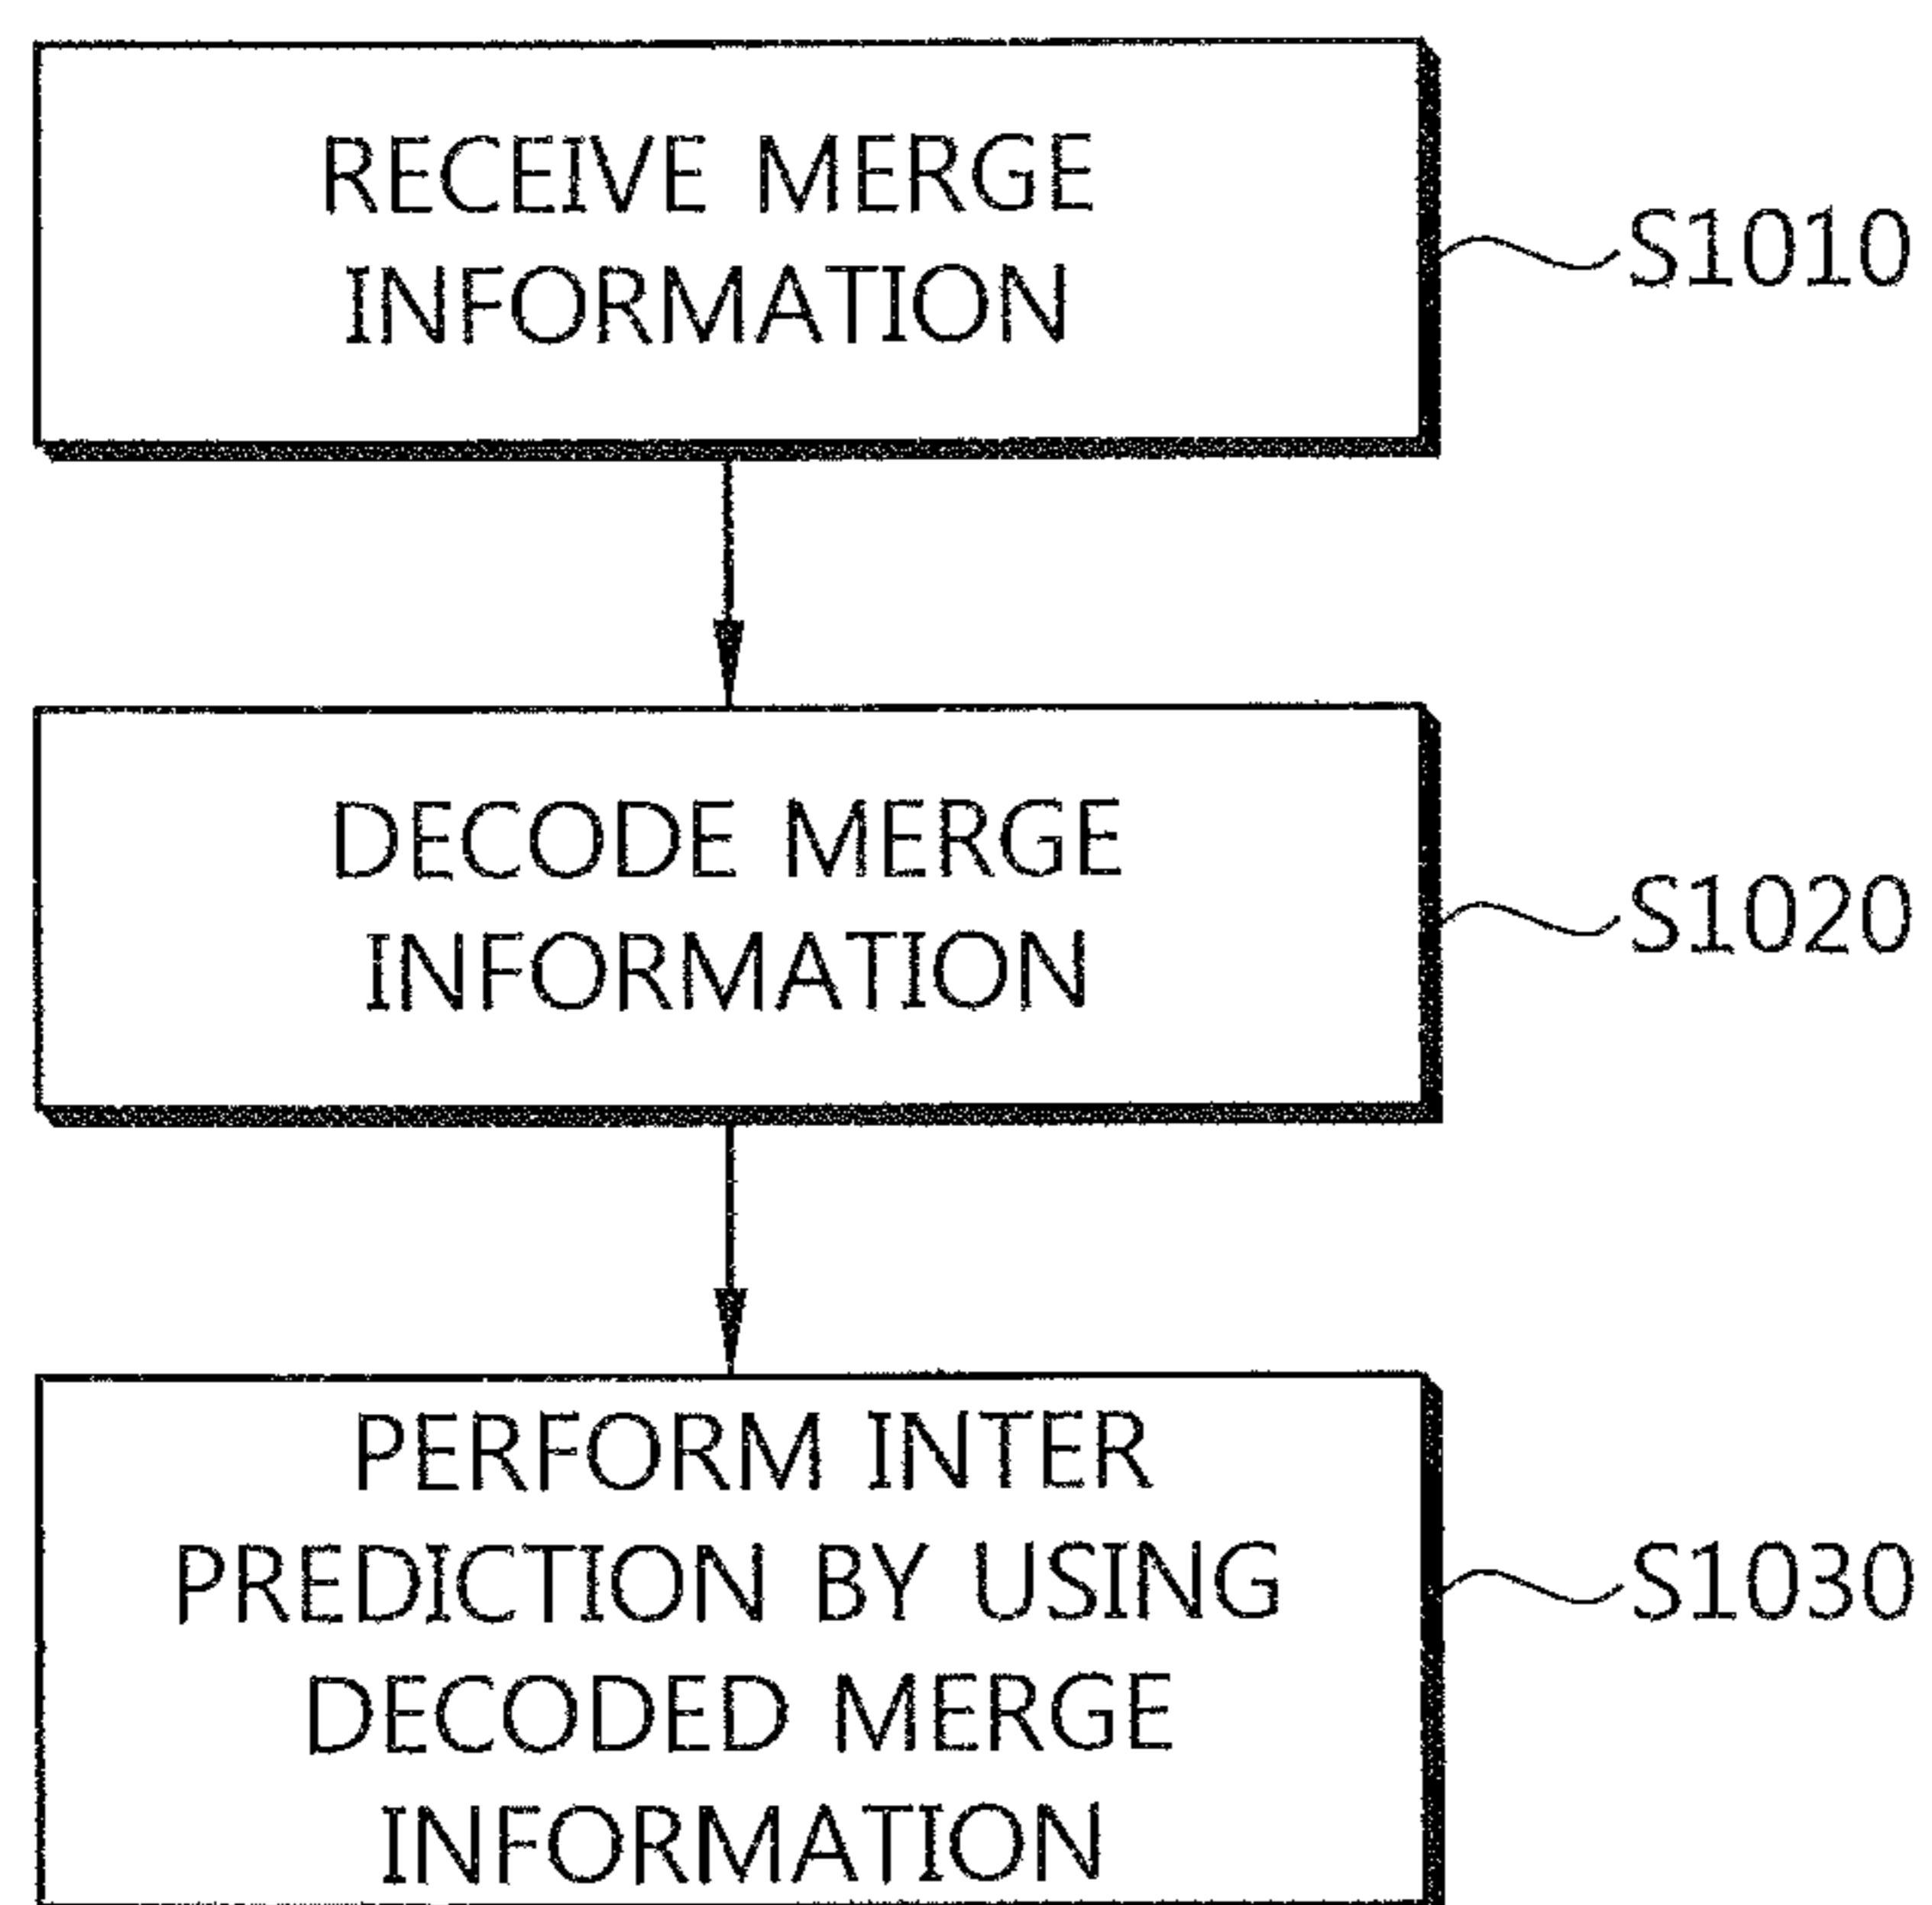 RECEIVE MERGE
INFORMATION
S1010
DECODE MERGE
INFORMATION
S1020
PERFORM INTER
PREDICTION BY USING
DECODED MERGE
INFORMATION
S1030